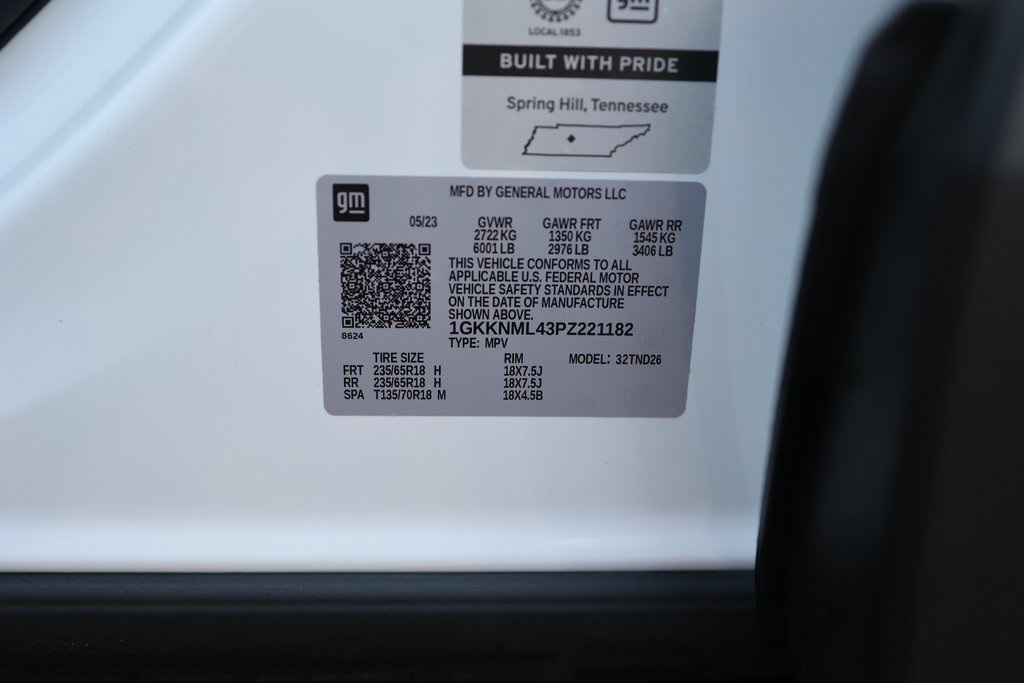 LOCAL 1853
gm
BUILT WITH PRIDE
Spring Hill, Tennessee
gm
MFD BY GENERAL MOTORS LLC
05/23 GVWR GAWR FRT GAWR RR
2722 KG 1350 KG 1545 KG
6001 LB 2976 LB 3406 LB
THIS VEHICLE CONFORMS TO ALL
APPLICABLE U.S. FEDERAL MOTOR
VEHICLE SAFETY STANDARDS IN EFFECT
ON THE DATE OF MANUFACTURE
SHOWN ABOVE.
8624
1GKKNML43PZ221182
TYPE: MPV
TIRE SIZE RIM MODEL: 32TND26
FRT 235/65R18 H 18X7.5J
RR 235/65R18 H 18X7.5J
SPA T135/70R18 M 18X4.5B